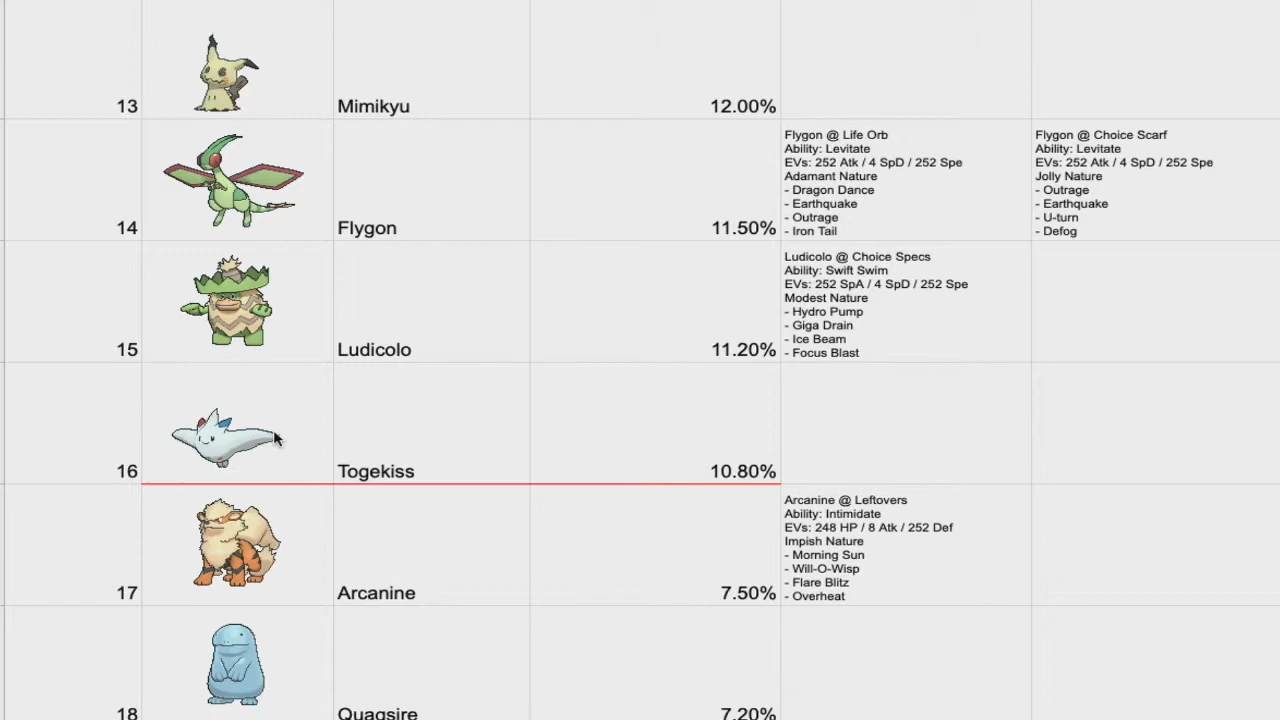 13
Mimikyu
12.00%
14
Flygon
11.50%
Flygon @ Life Orb
Ability: Levitate
EVs: 252 Atk / 4 SpD / 252 Spe
Adamant Nature
- Dragon Dance
- Earthquake
- Outrage
- Iron Tail
Flygon @ Choice Scarf
Ability: Levitate
EVs: 252 Atk / 4 SpD / 252 Spe
Jolly Nature
- Outrage
- Earthquake
- U-turn
- Defog
15
Ludicolo
11.20%
Ludicolo @ Choice Specs
Ability: Swift Swim
EVs: 252 SpA / 4 SpD / 252 Spe
Modest Nature
- Hydro Pump
- Giga Drain
- Ice Beam
- Focus Blast
16
Togekiss
10.80%
17
Arcanine
7.50%
Arcanine @ Leftovers
Ability: Intimidate
EVs: 248 HP / 8 Atk / 252 Def
Impish Nature
- Morning Sun
- Will-O-Wisp
- Flare Blitz
- Overheat
18
Quagsire
7.20%